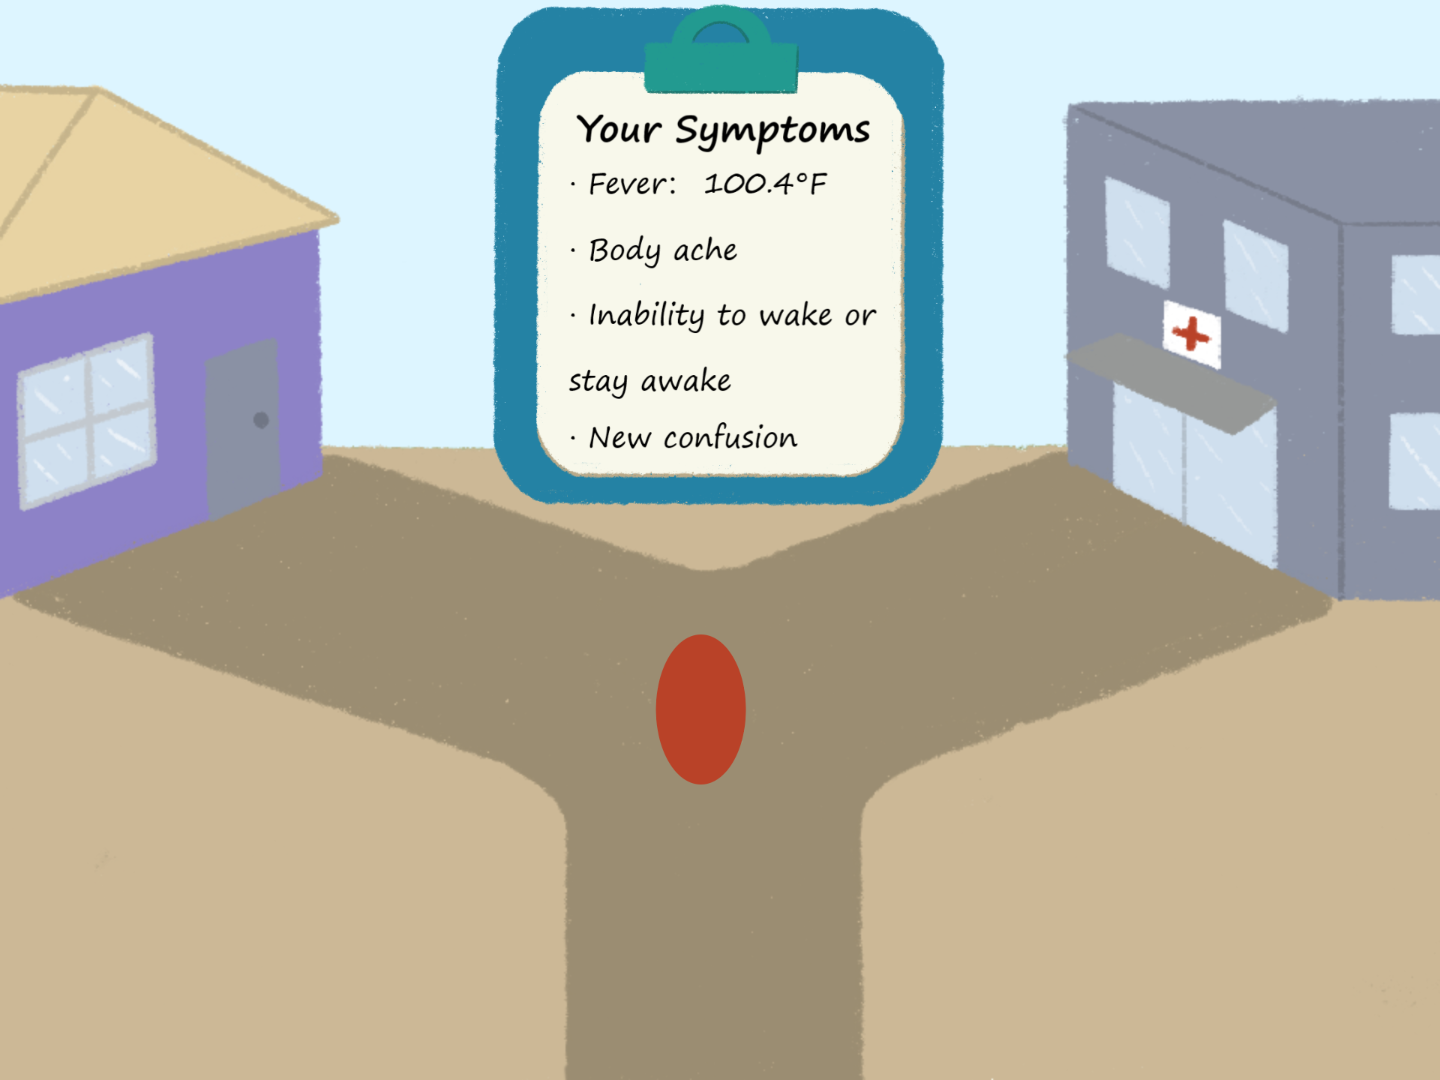 Your Symptoms
· Fever: 100.4°F
· Body ache
· Inability to wake or
stay awake
· New confusion